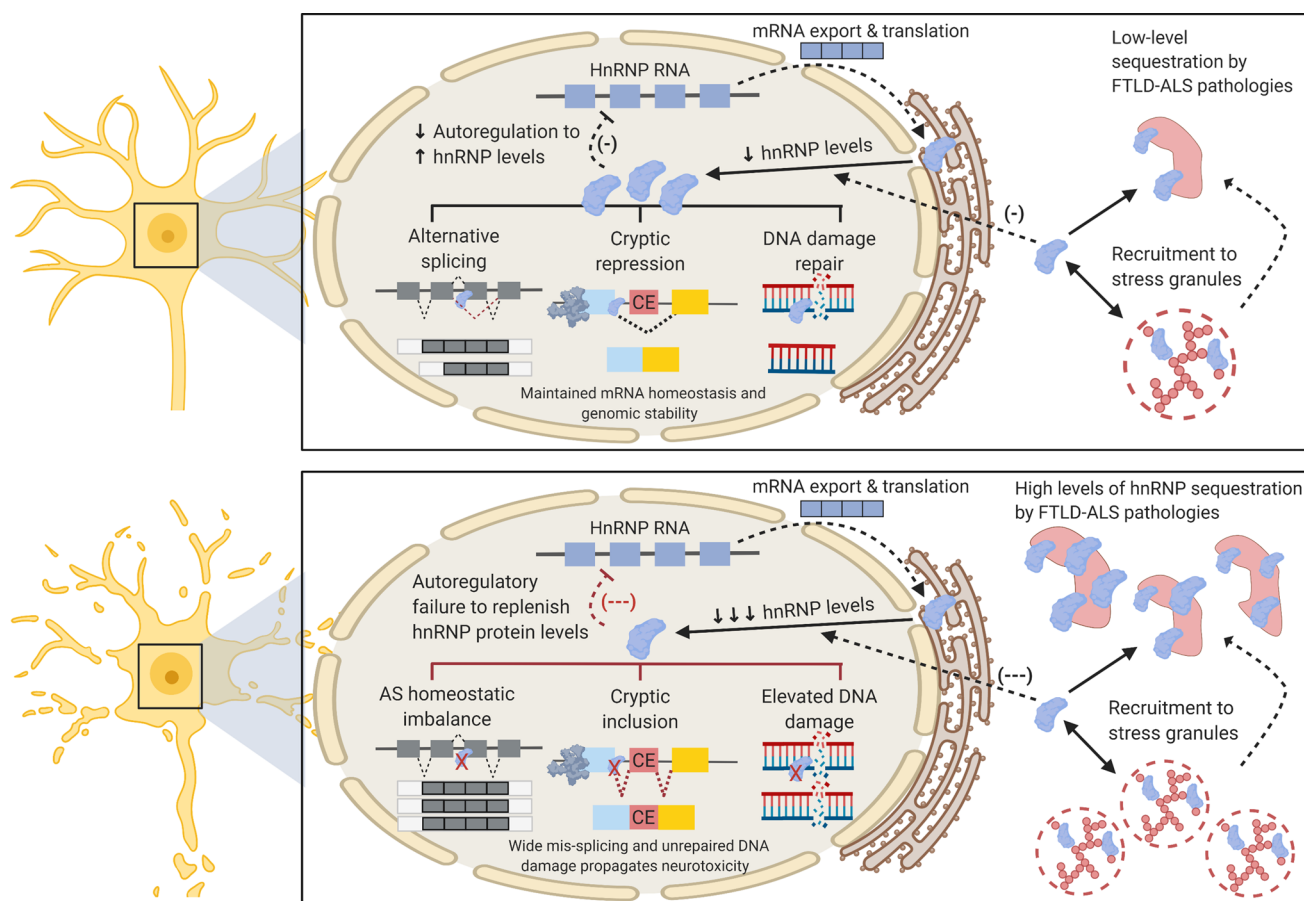 mRNA export & translation
HnRNP RNA
↓ Autoregulation to
↑ hnRNP levels
(-)
↓ hnRNP levels
Low-level
sequestration by
FTLD-ALS pathologies
(-)
Alternative
splicing
Cryptic
repression
DNA damage
repair
Recruitment to
stress granules
CE
Maintained mRNA homeostasis and
genomic stability
mRNA export & translation
HnRNP RNA
High levels of hnRNP sequestration
by FTLD-ALS pathologies
Autoregulatory
failure to replenish
hnRNP protein levels
(---)
↓ ↓ ↓ hnRNP levels
(---)
AS homeostatic
imbalance
Cryptic
inclusion
Elevated DNA
damage
Recruitment to
stress granules
X
X
CE
X
CE
Wide mis-splicing and unrepaired DNA
damage propagates neurotoxicity